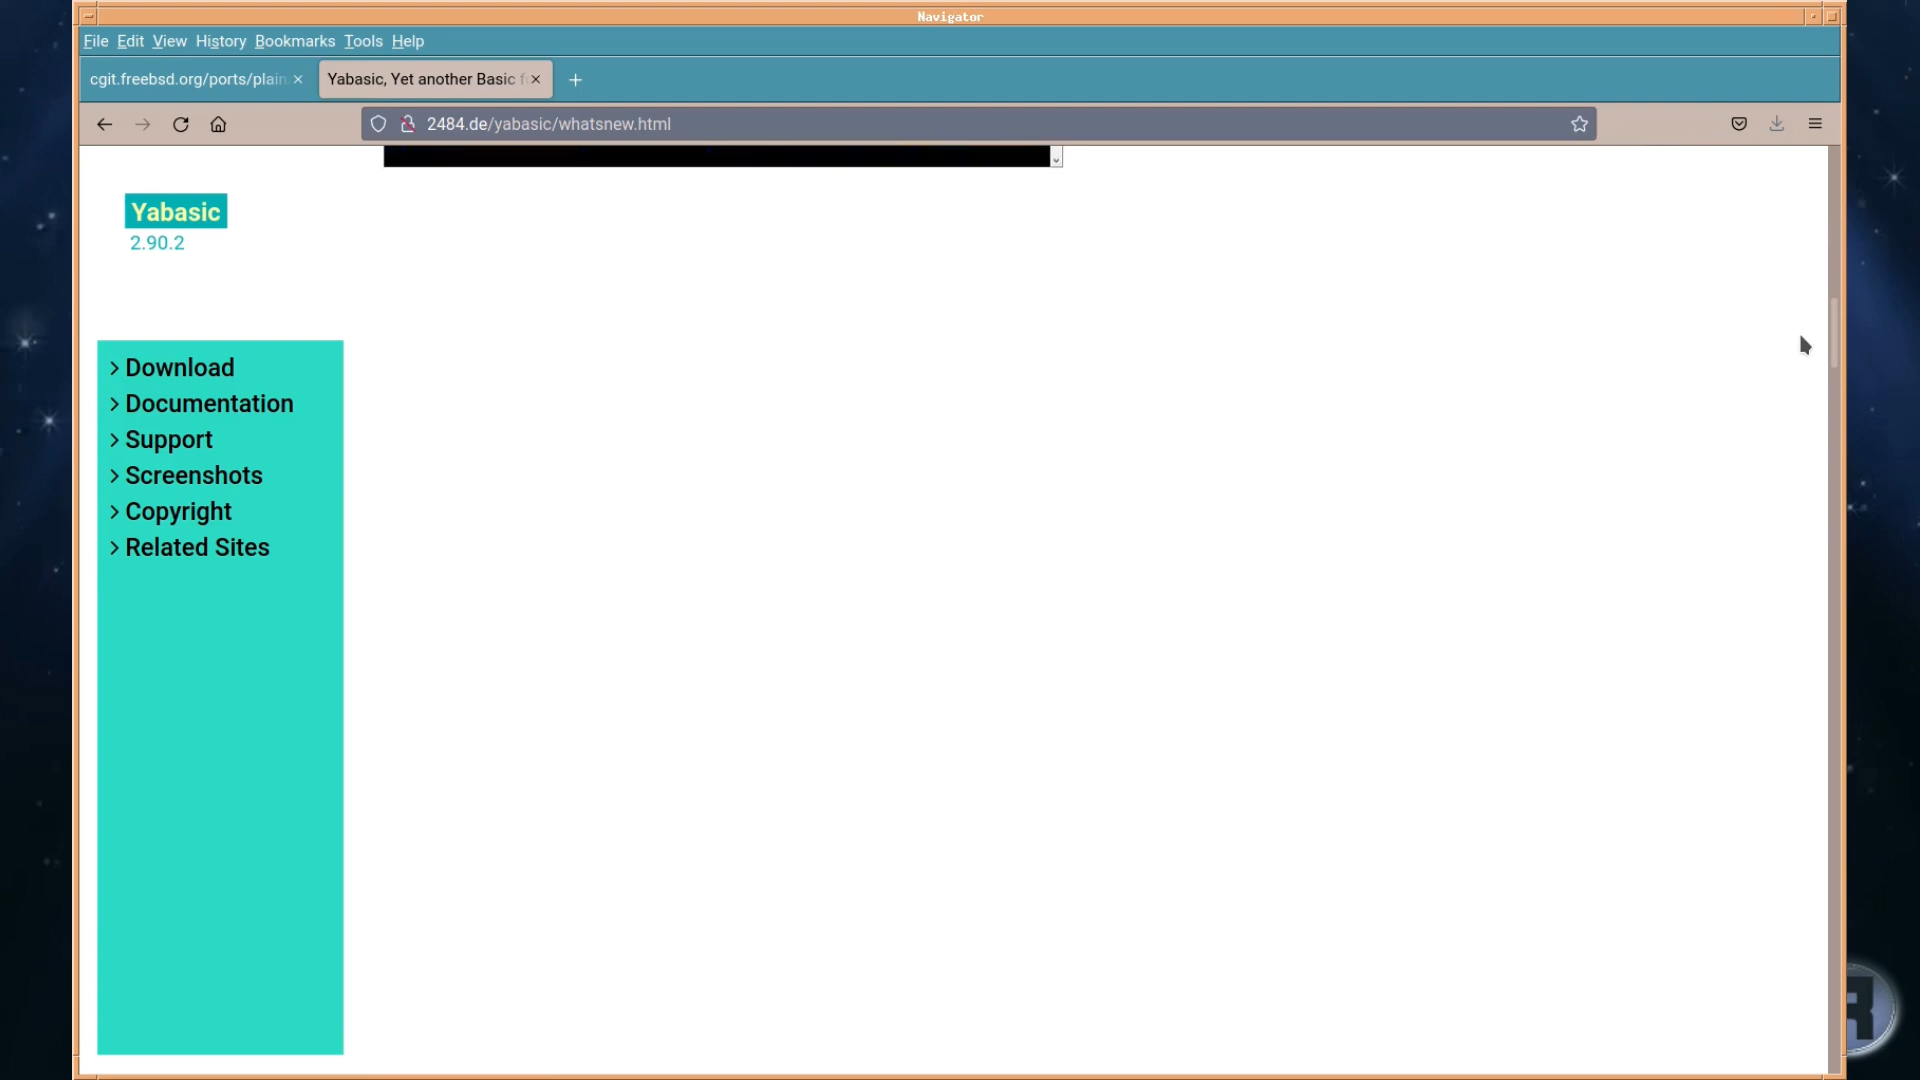 Navigator
File Edit View History Bookmarks Tools Help
cgit.freebsd.org/ports/plain
Yabasic, Yet another Basic f
2484.de/yabasic/whatsnew.html
Yabasic
2.90.2
Download
Documentation
Support
Screenshots
Copyright
Related Sites
R